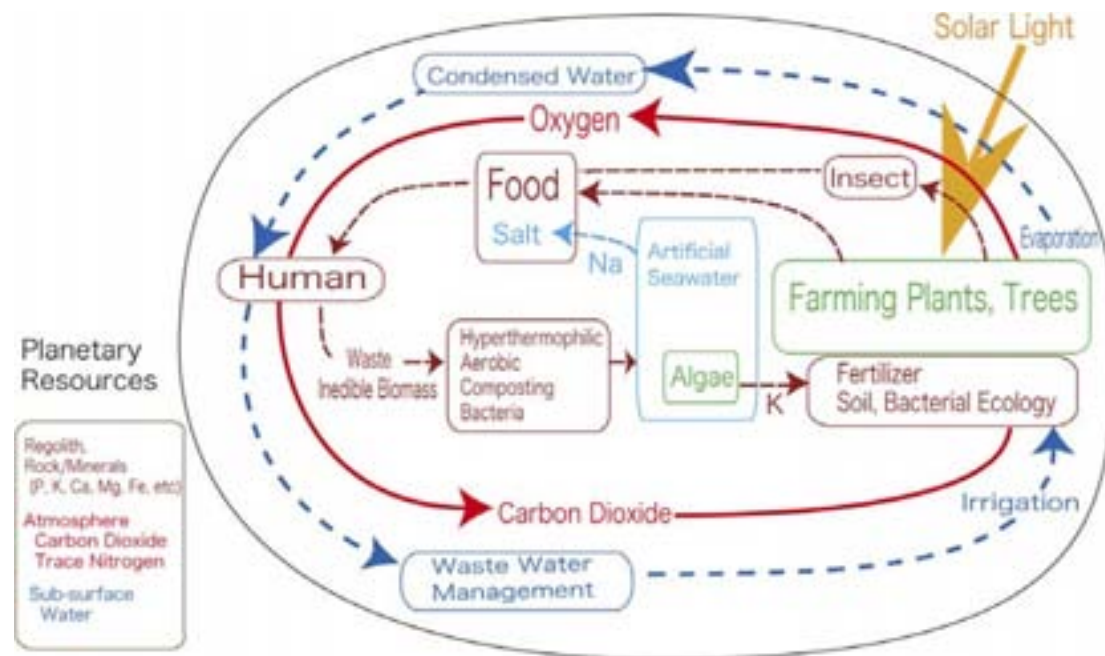 Solar Light
Condensed Water
Oxygen
Insect
Food
Salt
Na
Artificial
Seawater
Evaporation
Human
Farming Plants, Trees
Waste
Inedible Biomass
Hyperthermophilic
Aerobic
Composting
Bacteria
Algae
K
Fertilizer
Soil, Bacterial Ecology
Carbon Dioxide
Irrigation
Waste Water
Management
Planetary
Resources
Regolith,
Rock/Minerals
(P, K, Ca, Mg, Fe, etc)
Atmosphere
Carbon Dioxide
Trace Nitrogen
Sub-surface
Water